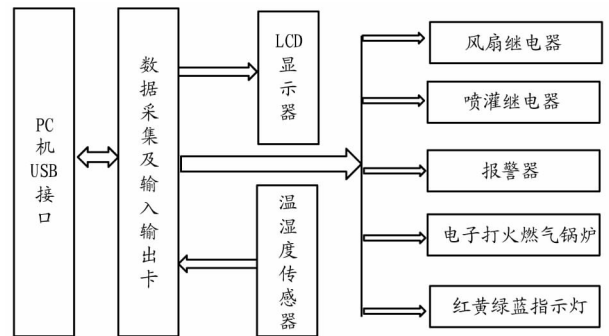 PC
机
USB
接
口
数
据
采
集
及
输
入
输
出
卡
LCD
显
示
器
温
湿
度
传
感
器
风扇继电器
喷灌继电器
报警器
电子打火燃气锅炉
红黄绿蓝指示灯